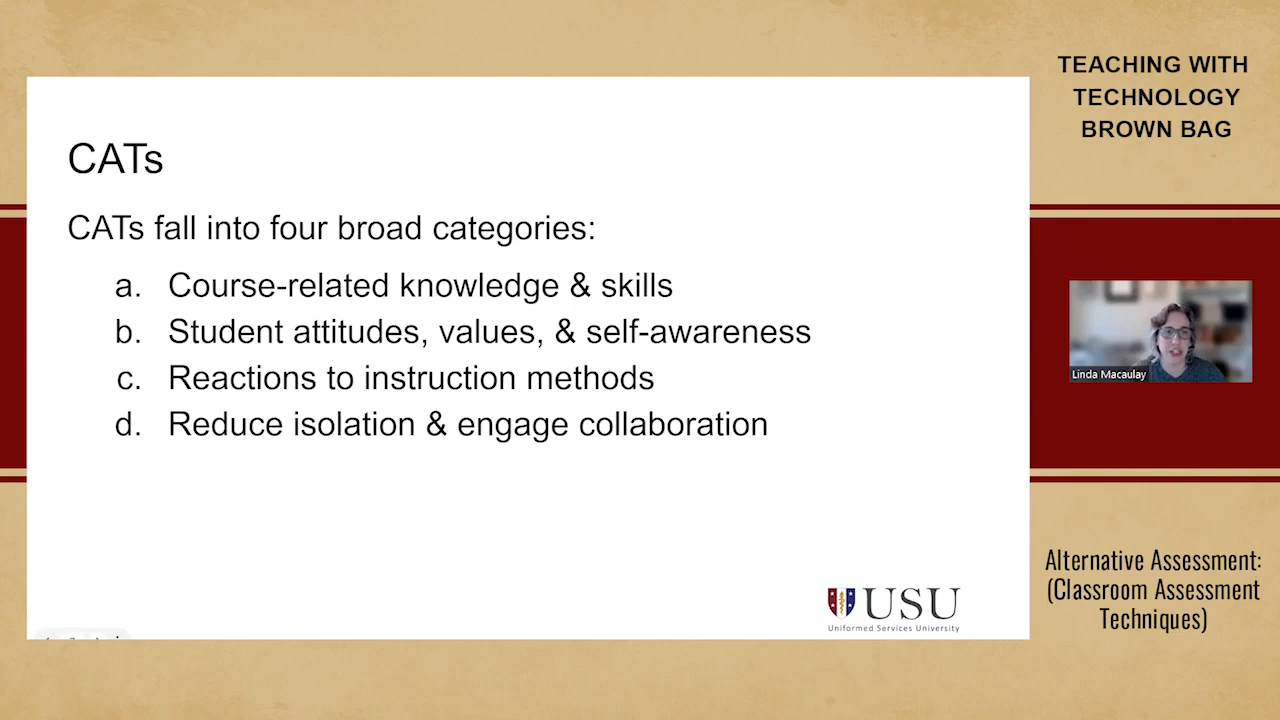 CATs
CATs fall into four broad categories:
a. Course-related knowledge & skills
b. Student attitudes, values, & self-awareness
c. Reactions to instruction methods
d. Reduce isolation & engage collaboration
USU
Uniformed Services University
TEACHING WITH
TECHNOLOGY
BROWN BAG
Linda Macaulay
Alternative Assessment:
(Classroom Assessment
Techniques)